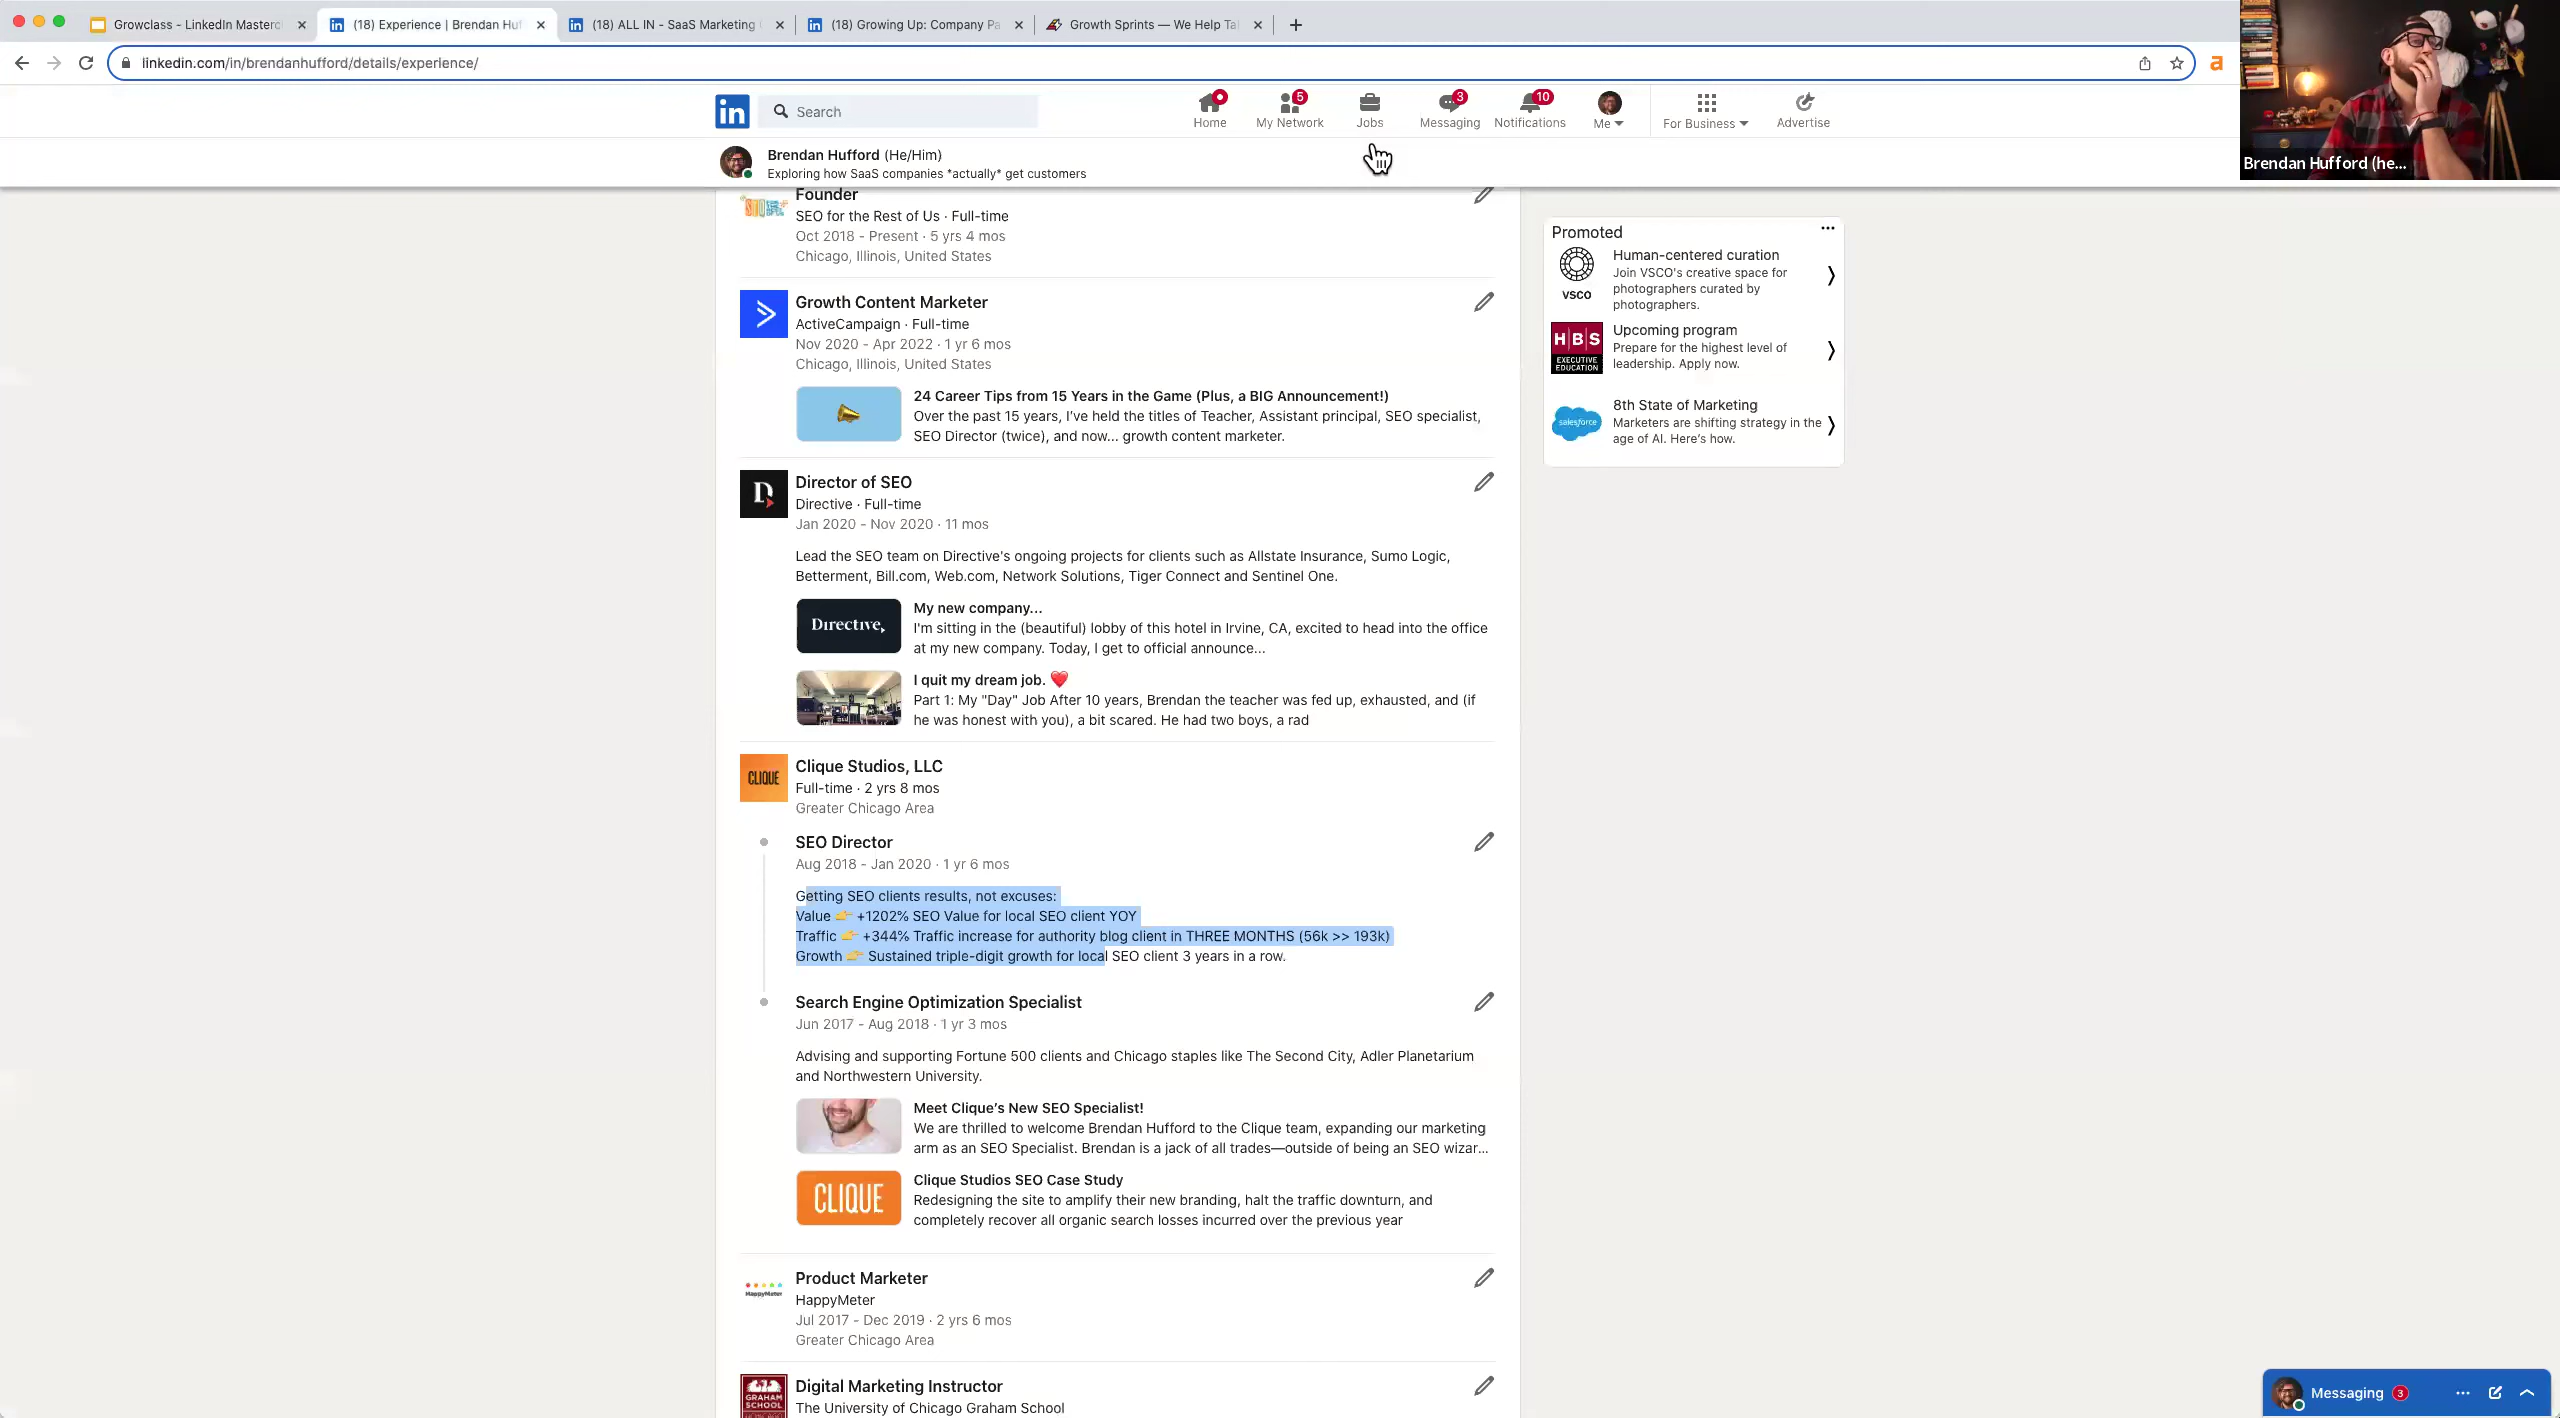 Growclass - LinkedIn Masterc
(18) Experience | Brendan Huf
(18) ALL IN - SaaS Marketing
(18) Growing Up: Company Pa
Growth Sprints — We Help Ta
linkedin.com/in/brendanhufford/details/experience/
a
Brendan Hufford (he...
in
Search
Home
5
My Network
Jobs
3
Messaging
10
Notifications
Me
For Business
Advertise
Brendan Hufford (He/Him)
Exploring how SaaS companies *actually* get customers
Founder
SEO for the Rest of Us · Full-time
Oct 2018 - Present · 5 yrs 4 mos
Chicago, Illinois, United States
Growth Content Marketer
ActiveCampaign · Full-time
Nov 2020 - Apr 2022 · 1 yr 6 mos
Chicago, Illinois, United States
24 Career Tips from 15 Years in the Game (Plus, a BIG Announcement!)
Over the past 15 years, I've held the titles of Teacher, Assistant principal, SEO specialist,
SEO Director (twice), and now... growth content marketer.
D
Director of SEO
Directive · Full-time
Jan 2020 - Nov 2020 · 11 mos
Lead the SEO team on Directive's ongoing projects for clients such as Allstate Insurance, Sumo Logic,
Betterment, Bill.com, Web.com, Network Solutions, Tiger Connect and Sentinel One.
Directive
My new company...
I'm sitting in the (beautiful) lobby of this hotel in Irvine, CA, excited to head into the office
at my new company. Today, I get to official announce...
I quit my dream job. ❤️
Part 1: My "Day" Job After 10 years, Brendan the teacher was fed up, exhausted, and (if
he was honest with you), a bit scared. He had two boys, a rad
CLIQUE
Clique Studios, LLC
Full-time · 2 yrs 8 mos
Greater Chicago Area
SEO Director
Aug 2018 - Jan 2020 · 1 yr 6 mos
Getting SEO clients results, not excuses:
Value 👉 +1202% SEO Value for local SEO client YOY
Traffic 👉 +344% Traffic increase for authority blog client in THREE MONTHS (56k >> 193k)
Growth 👉 Sustained triple-digit growth for local SEO client 3 years in a row.
Search Engine Optimization Specialist
Jun 2017 - Aug 2018 · 1 yr 3 mos
Advising and supporting Fortune 500 clients and Chicago staples like The Second City, Adler Planetarium
and Northwestern University.
Meet Clique's New SEO Specialist!
We are thrilled to welcome Brendan Hufford to the Clique team, expanding our marketing
arm as an SEO Specialist. Brendan is a jack of all trades—outside of being an SEO wizar...
CLIQUE
Clique Studios SEO Case Study
Redesigning the site to amplify their new branding, halt the traffic downturn, and
completely recover all organic search losses incurred over the previous year
HappyMeter
Product Marketer
HappyMeter
Jul 2017 - Dec 2019 · 2 yrs 6 mos
Greater Chicago Area
GRAHAM
SCHOOL
Digital Marketing Instructor
The University of Chicago Graham School
Promoted
VSCO
Human-centered curation
Join VSCO's creative space for
photographers curated by
photographers.
HBS
EXECUTIVE
EDUCATION
Upcoming program
Prepare for the highest level of
leadership. Apply now.
salesforce
8th State of Marketing
Marketers are shifting strategy in the
age of AI. Here's how.
Messaging 3